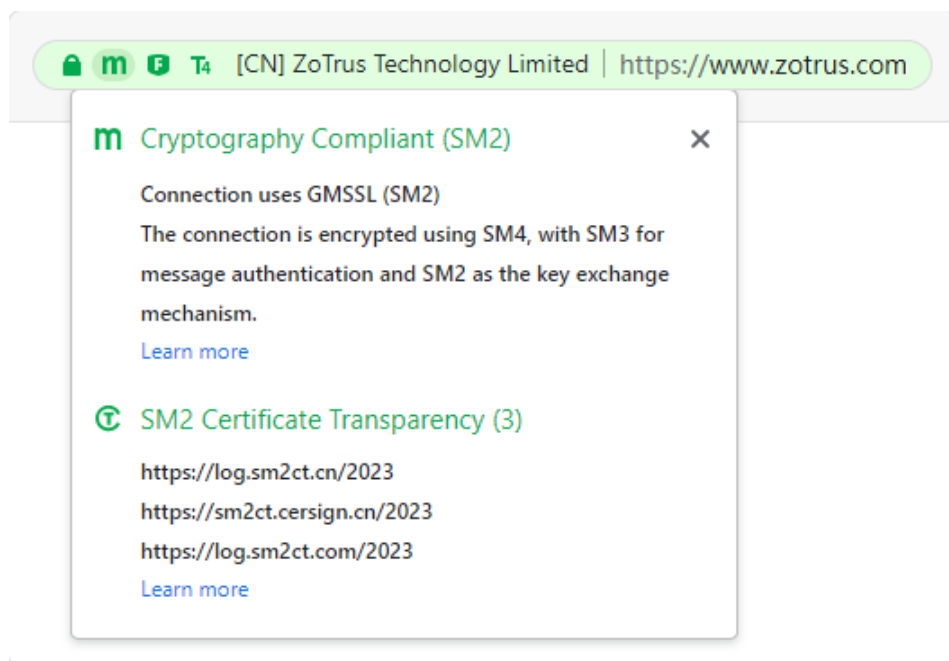 m F T4 [CN] ZoTrus Technology Limited | https://www.zotrus.com
m Cryptography Compliant (SM2)
Connection uses GMSSL (SM2)
The connection is encrypted using SM4, with SM3 for
message authentication and SM2 as the key exchange
mechanism.
Learn more
SM2 Certificate Transparency (3)
https://log.sm2ct.cn/2023
https://sm2ct.cersign.cn/2023
https://log.sm2ct.com/2023
Learn more